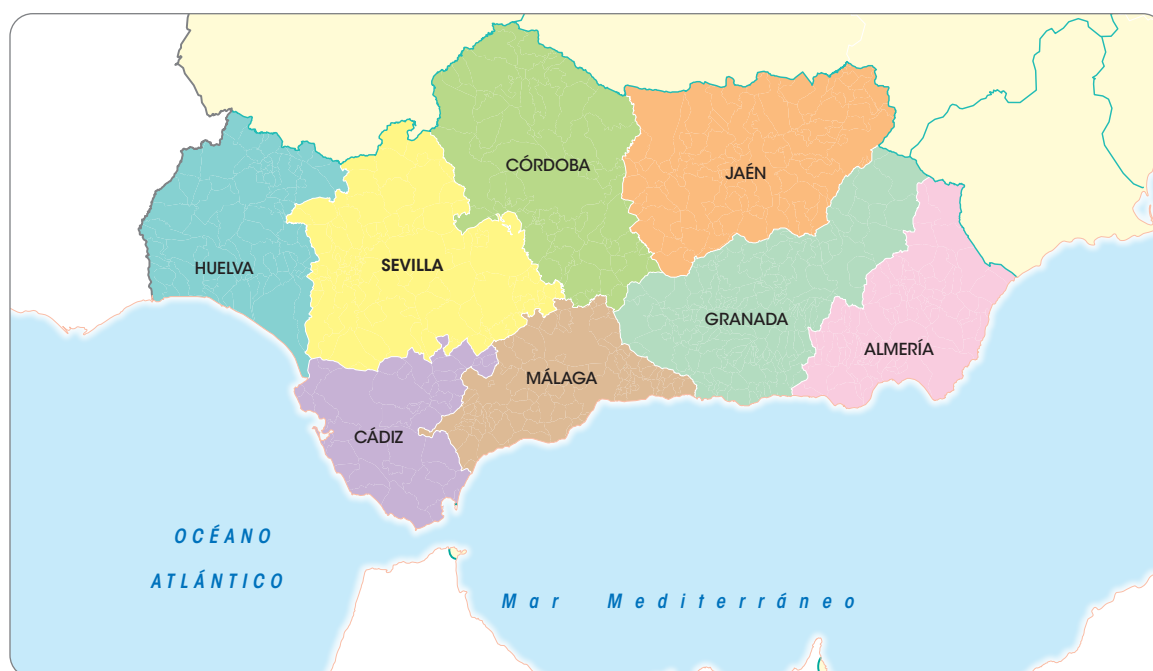 CÓRDOBA
JAÉN
HUELVA
SEVILLA
GRANADA
ALMERÍA
MÁLAGA
CÁDIZ
OCÉANO
ATLÁNTICO
Mar Mediterráneo